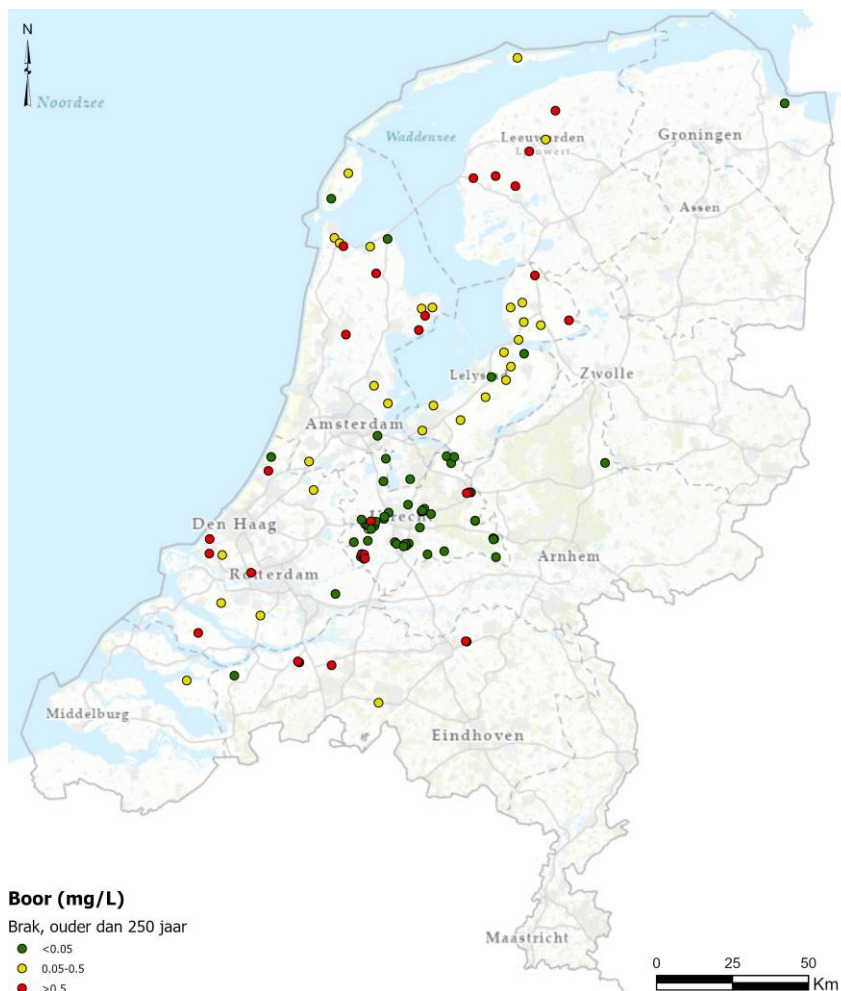 N
Noordzee
Waddenzee
Leeuwarden
Groningen
Assen
Lelystad
Zwolle
Amsterdam
Den Haag
Utrecht
Arnhem
Rotterdam
Middelburg
Eindhoven
Maastricht
Boor (mg/L)
Brak, ouder dan 250 jaar
<0.05
0.05-0.5
>0.5
0 25 50
Km